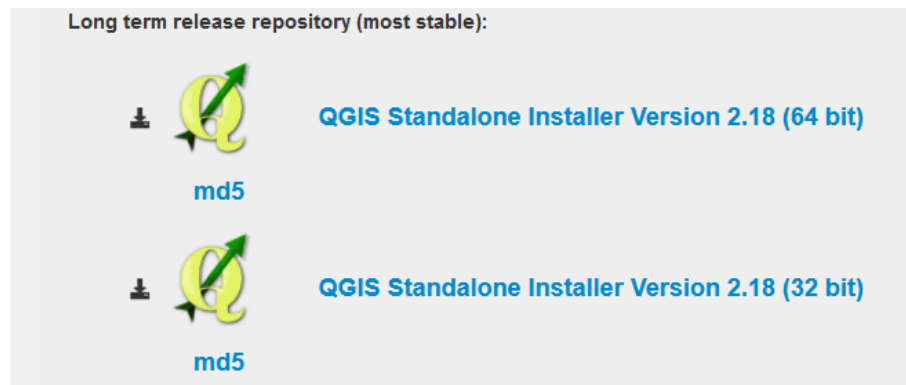 Long term release repository (most stable):
QGIS Standalone Installer Version 2.18 (64 bit)
md5
QGIS Standalone Installer Version 2.18 (32 bit)
md5